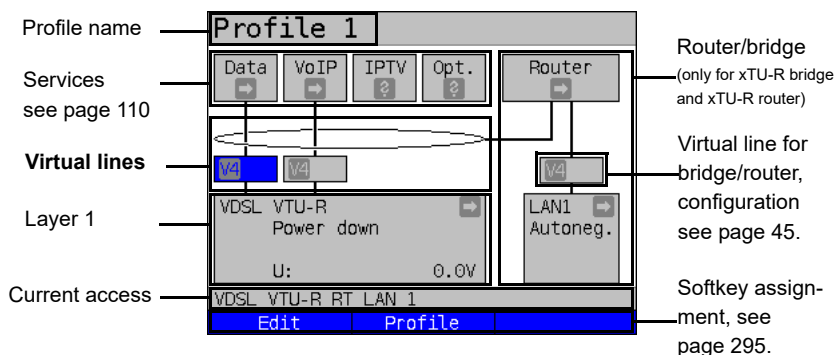 Profile name
Profile 1
Services
see page 110
Data
VoIP
IPTV
Opt.
?
?
Router
Router/bridge
(only for xTU-R bridge
and xTU-R router)
Virtual lines
V4
V4
V4
Virtual line for
bridge/router,
configuration
see page 45.
Layer 1
VDSL VTU-R
Power down
U: 0.0V
LAN1
Autoneg.
Current access
VDSL VTU-R RT LAN 1
Edit
Profile
Softkey assign-
ment, see
page 295.